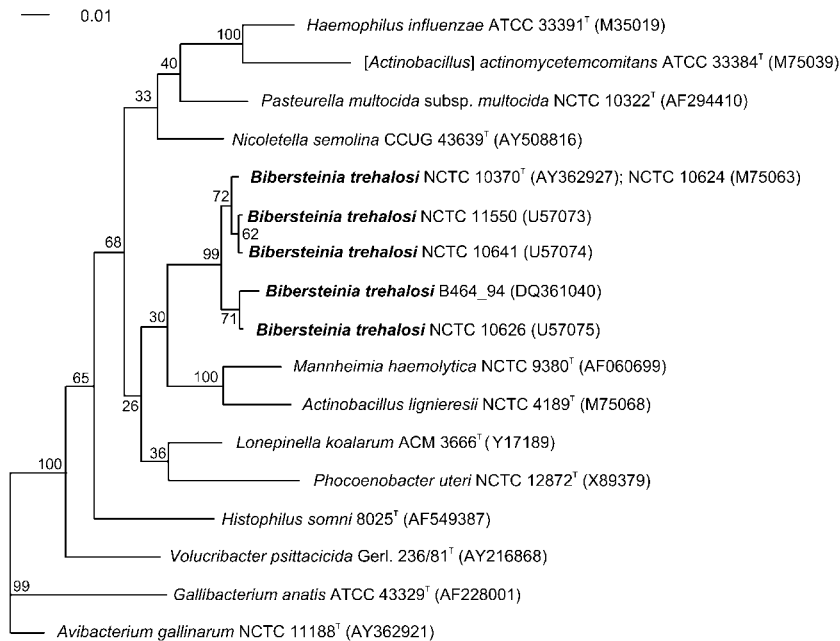 0.01
Haemophilus influenzae ATCC 33391ᵀ (M35019)
100
[Actinobacillus] actinomycetemcomitans ATCC 33384ᵀ (M75039)
40
33
Pasteurella multocida subsp. multocida NCTC 10322ᵀ (AF294410)
Nicoletella semolina CCUG 43639ᵀ (AY508816)
Bibersteinia trehalosi NCTC 10370ᵀ (AY362927); NCTC 10624 (M75063)
72
Bibersteinia trehalosi NCTC 11550 (U57073)
62
68
99
Bibersteinia trehalosi NCTC 10641 (U57074)
Bibersteinia trehalosi B464_94 (DQ361040)
71
30
Bibersteinia trehalosi NCTC 10626 (U57075)
Mannheimia haemolytica NCTC 9380ᵀ (AF060699)
65
100
26
Actinobacillus lignieresii NCTC 4189ᵀ (M75068)
Lonepinella koalarum ACM 3666ᵀ (Y17189)
36
100
Phocoenobacter uteri NCTC 12872ᵀ (X89379)
Histophilus somni 8025ᵀ (AF549387)
Volucribacter psittacicida Gerl. 236/81ᵀ (AY216868)
99
Gallibacterium anatis ATCC 43329ᵀ (AF228001)
Avibacterium gallinarum NCTC 11188ᵀ (AY362921)